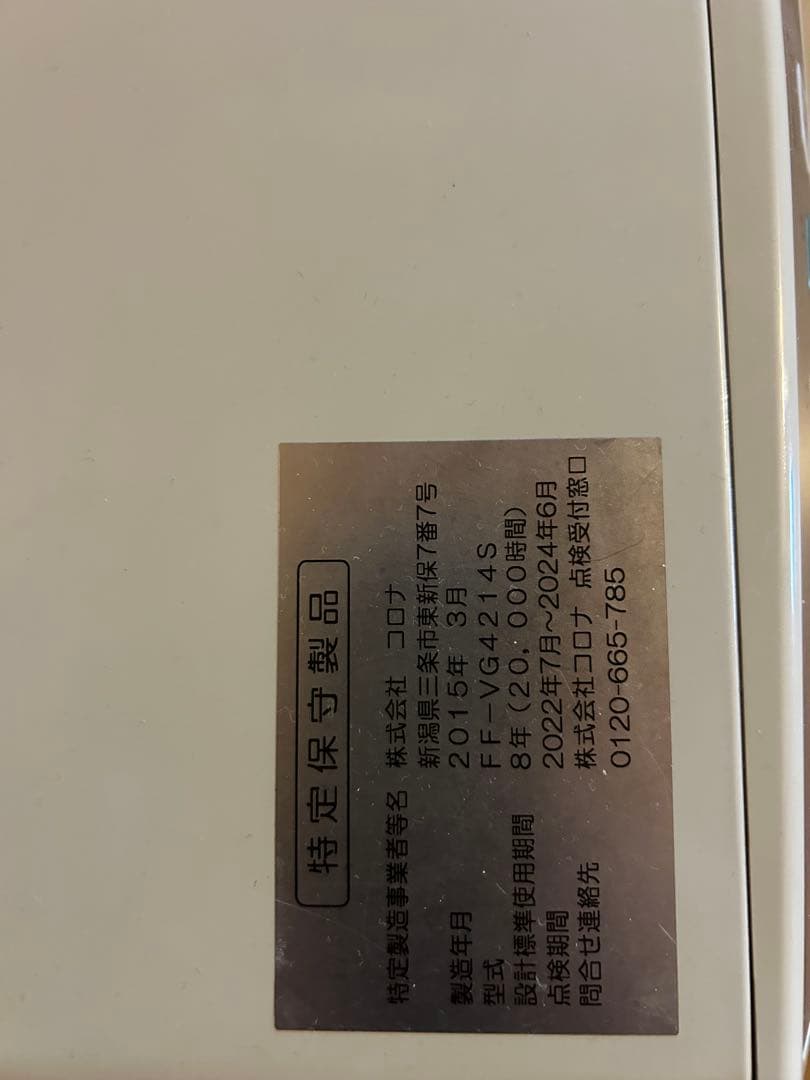 特定保守製品
特定製造事業者等名 株式会社 コロナ
新潟県三条市東新保7番7号
製造年月 2015年 3月
型式 FF-VG4214S
設計標準使用期間 8年(20,000時間)
点検期間 2022年7月~2024年6月
問合せ連絡先 株式会社コロナ 点検受付窓口
0120-665-785